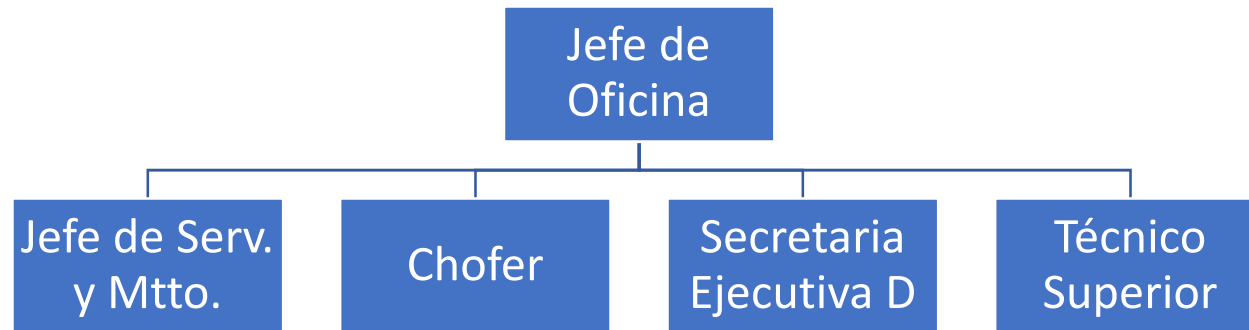 Jefe de
Oficina
Jefe de Serv.
y Mtto.
Chofer
Secretaria
Ejecutiva D
Técnico
Superior